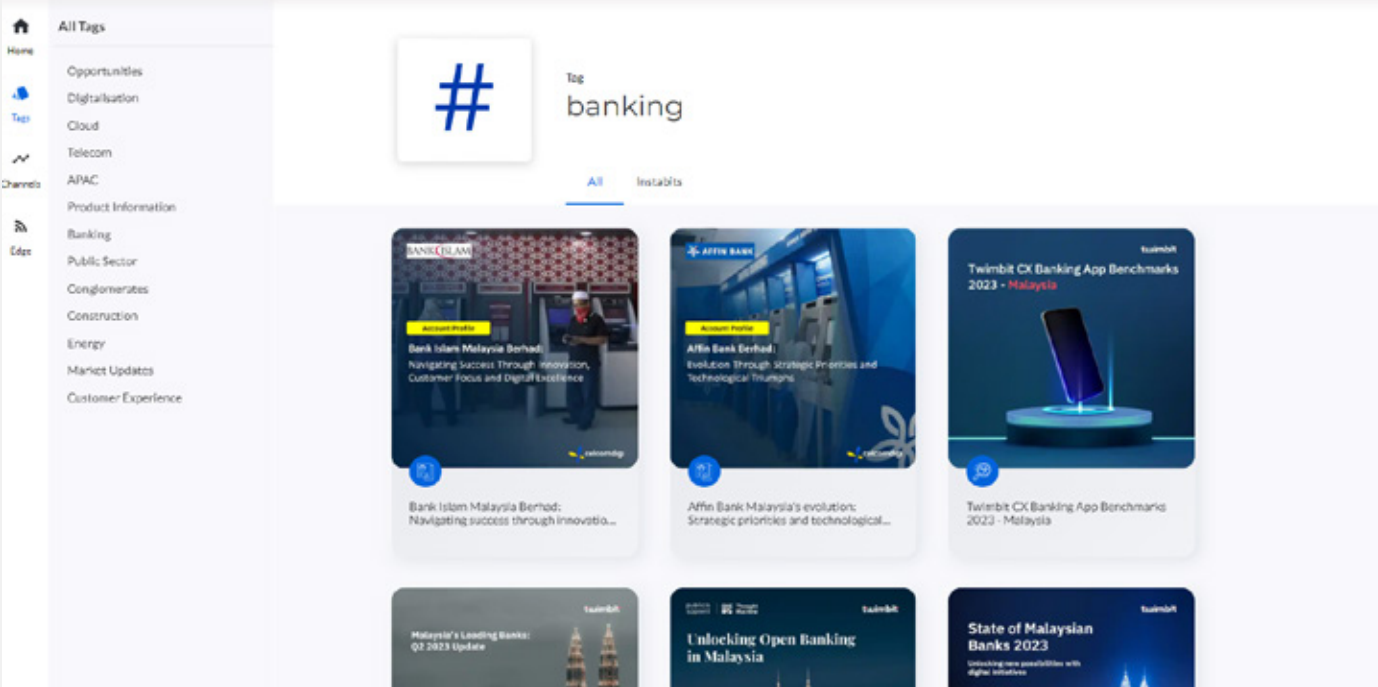 Home
Tags
Channels
Edge
All Tags
Opportunities
Digitalisation
Cloud
Telecom
APAC
Product Information
Banking
Public Sector
Conglomerates
Construction
Energy
Market Updates
Customer Experience
#
Tag
banking
All Instabits
BANK ISLAM
Account Profile
Bank Islam Malaysia Berhad:
Navigating Success Through Innovation,
Customer Focus and Digital Excellence
celcomdigi
Bank Islam Malaysia Berhad:
Navigating success through innovatio...
AFFIN BANK
Account Profile
Affin Bank Berhad:
Evolution Through Strategic Priorities and
Technological Triumphs
celcomdigi
Affin Bank Malaysia's evolution:
Strategic priorities and technological...
twimbit
Twimbit CX Banking App Benchmarks
2023 - Malaysia
Twimbit CX Banking App Benchmarks
2023 - Malaysia
twimbit
Malaysia's Leading Banks:
Q2 2023 Update
twimbit
Unlocking Open Banking
in Malaysia
twimbit
State of Malaysian
Banks 2023
Unlocking new possibilities with
digital initiatives